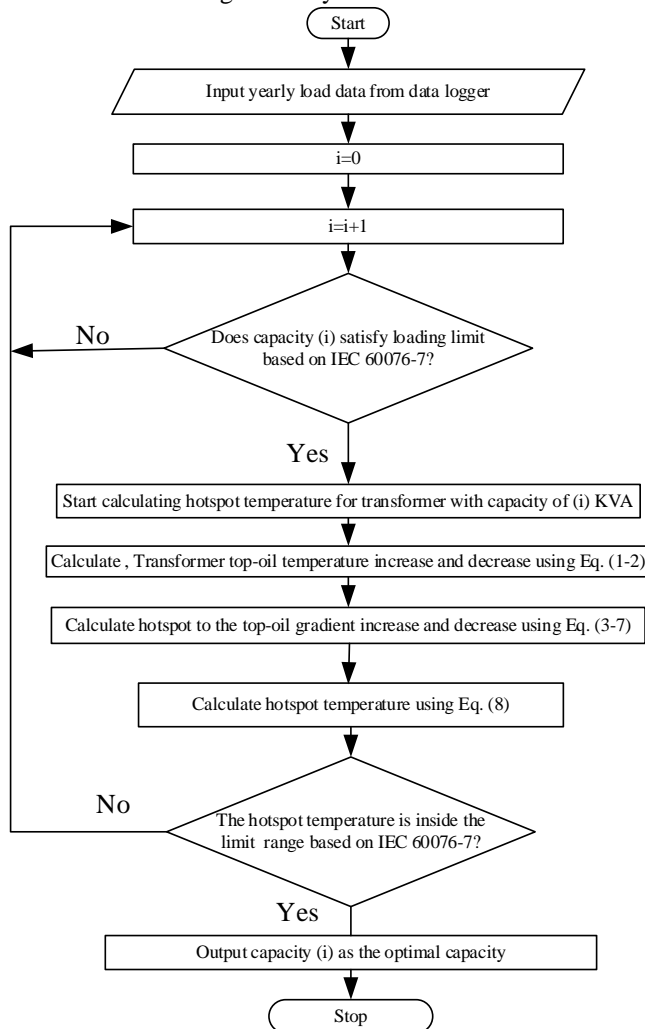 Start
Input yearly load data from data logger
i=0
i=i+1
No
Does capacity (i) satisfy loading limit
based on IEC 60076-7?
Yes
Start calculating hotspot temperature for transformer with capacity of (i) KVA
Calculate , Transformer top-oil temperature increase and decrease using Eq. (1-2)
Calculate hotspot to the top-oil gradient increase and decrease using Eq. (3-7)
Calculate hotspot temperature using Eq. (8)
No
The hotspot temperature is inside the
limit range based on IEC 60076-7?
Yes
Output capacity (i) as the optimal capacity
Stop